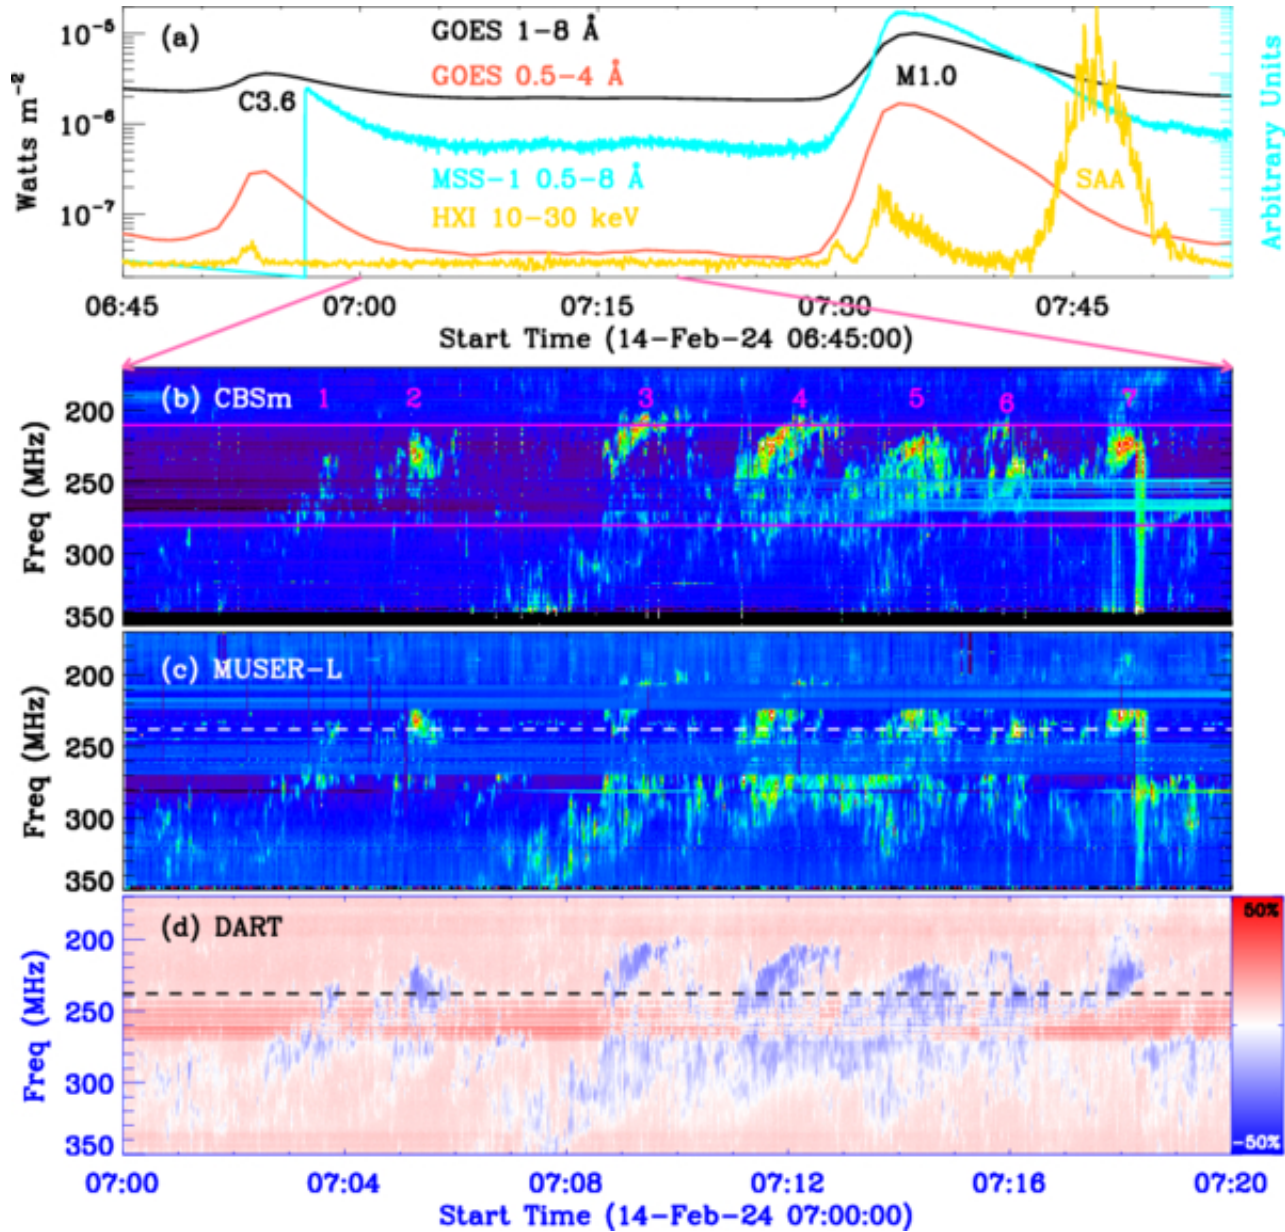 (a)
GOES 1-8 Å
GOES 0.5-4 Å
C3.6
M1.0
MSS-1 0.5-8 Å
HXI 10-30 keV
SAA
10⁻⁵
10⁻⁶
10⁻⁷
Watts m⁻²
Arbitrary Units
06:45 07:00 07:15 07:30 07:45
Start Time (14-Feb-24 06:45:00)
(b) CBSm
1 2 3 4 5 6 7
200
250
300
350
Freq (MHz)
(c) MUSER-L
200
250
300
350
Freq (MHz)
(d) DART
200
250
300
350
Freq (MHz)
50%
-50%
07:00 07:04 07:08 07:12 07:16 07:20
Start Time (14-Feb-24 07:00:00)